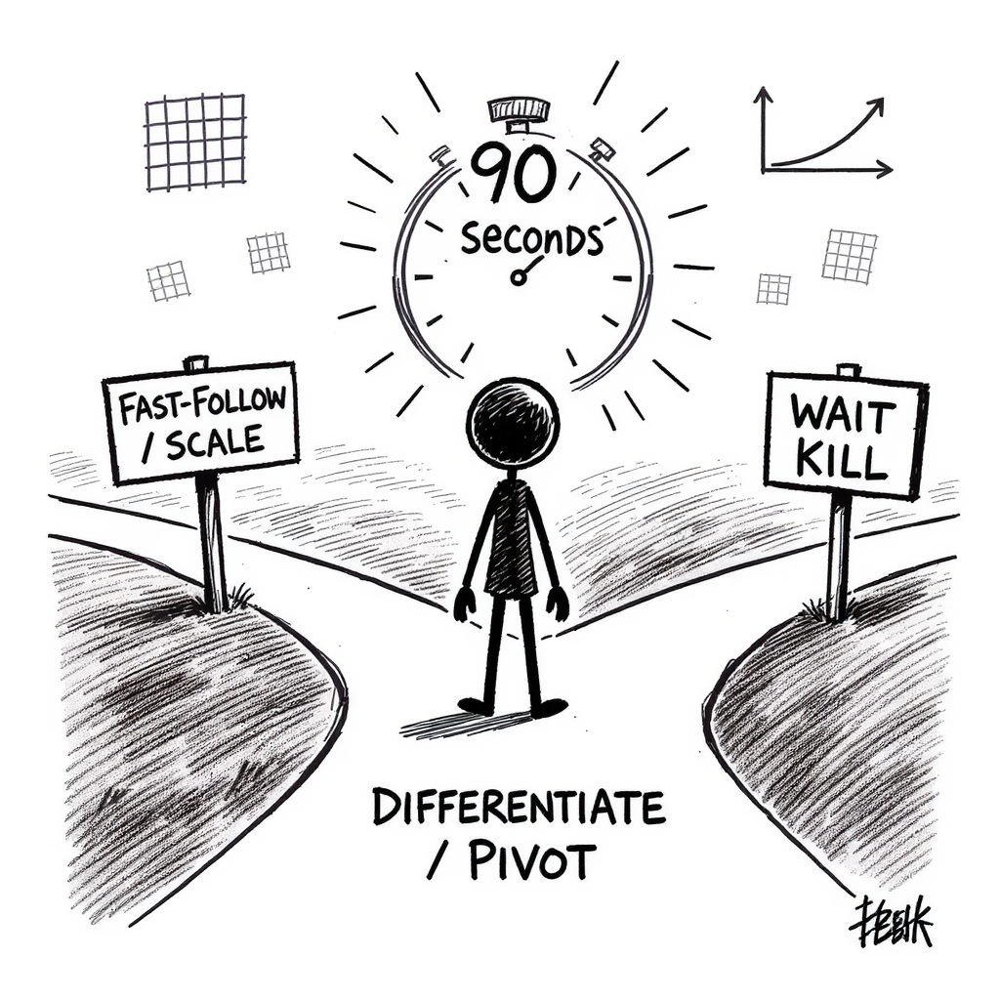 90
seconds
FAST-FOLLOW
/ SCALE
WAIT
KILL
DIFFERENTIATE
/ PIVOT